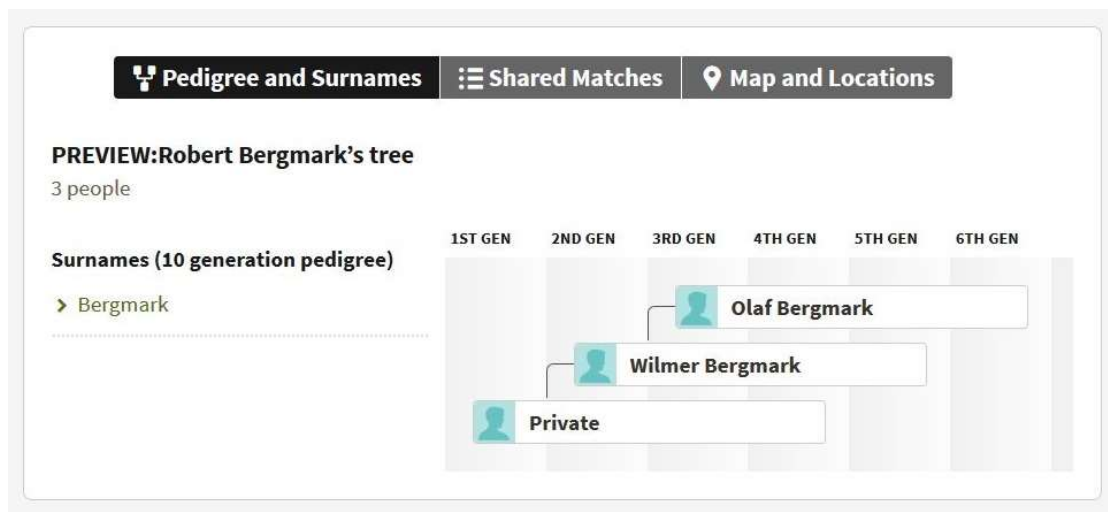 Pedigree and Surnames Shared Matches Map and Locations
PREVIEW:Robert Bergmark’s tree
3 people
Surnames (10 generation pedigree)
> Bergmark
1ST GEN 2ND GEN 3RD GEN 4TH GEN 5TH GEN 6TH GEN
Olaf Bergmark
Wilmer Bergmark
Private